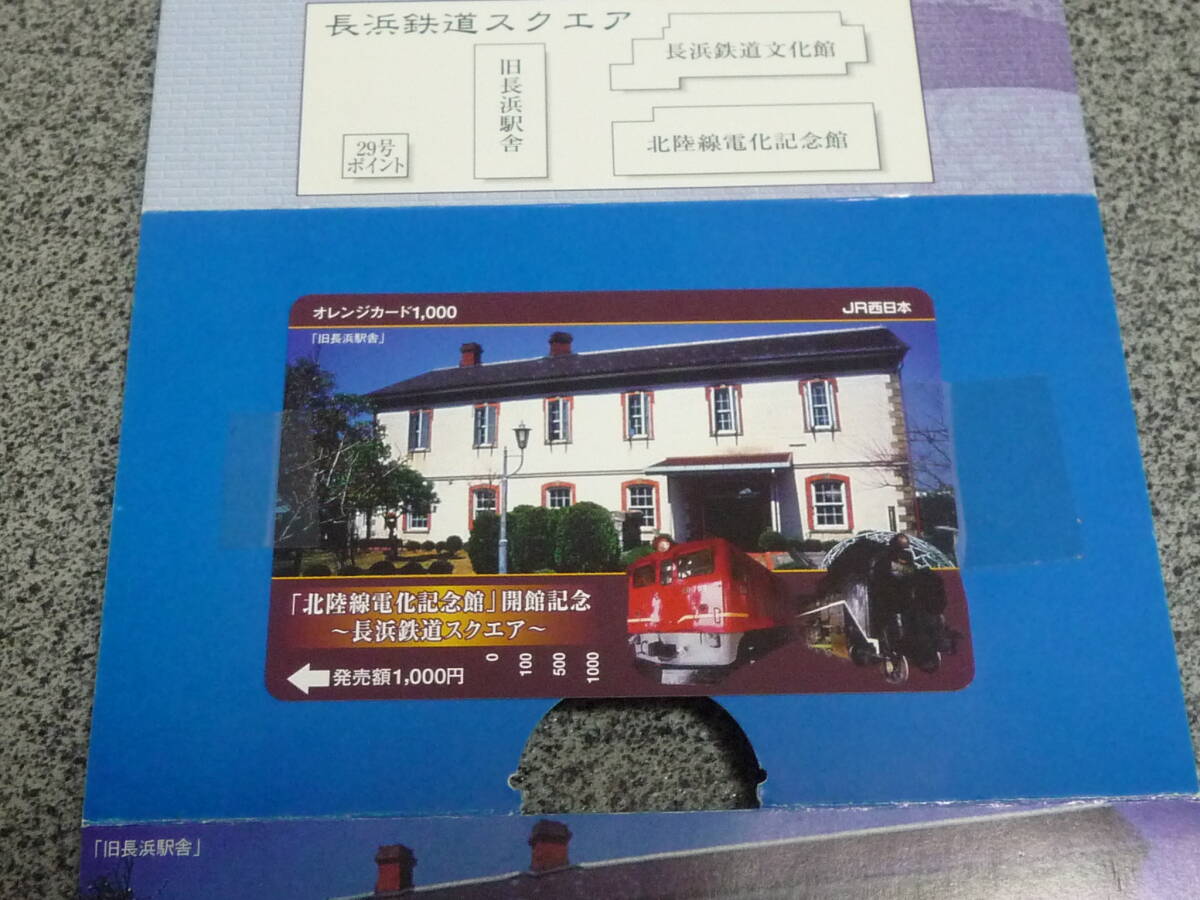 長浜鉄道スクエア
長浜鉄道文化館
旧長浜駅舎
北陸線電化記念館
29号
ポイント
オレンジカード1,000
JR西日本
「旧長浜駅舎」
「北陸線電化記念館」開館記念
〜長浜鉄道スクエア〜
発売額1,000円
0 100 500 1000
「旧長浜駅舎」